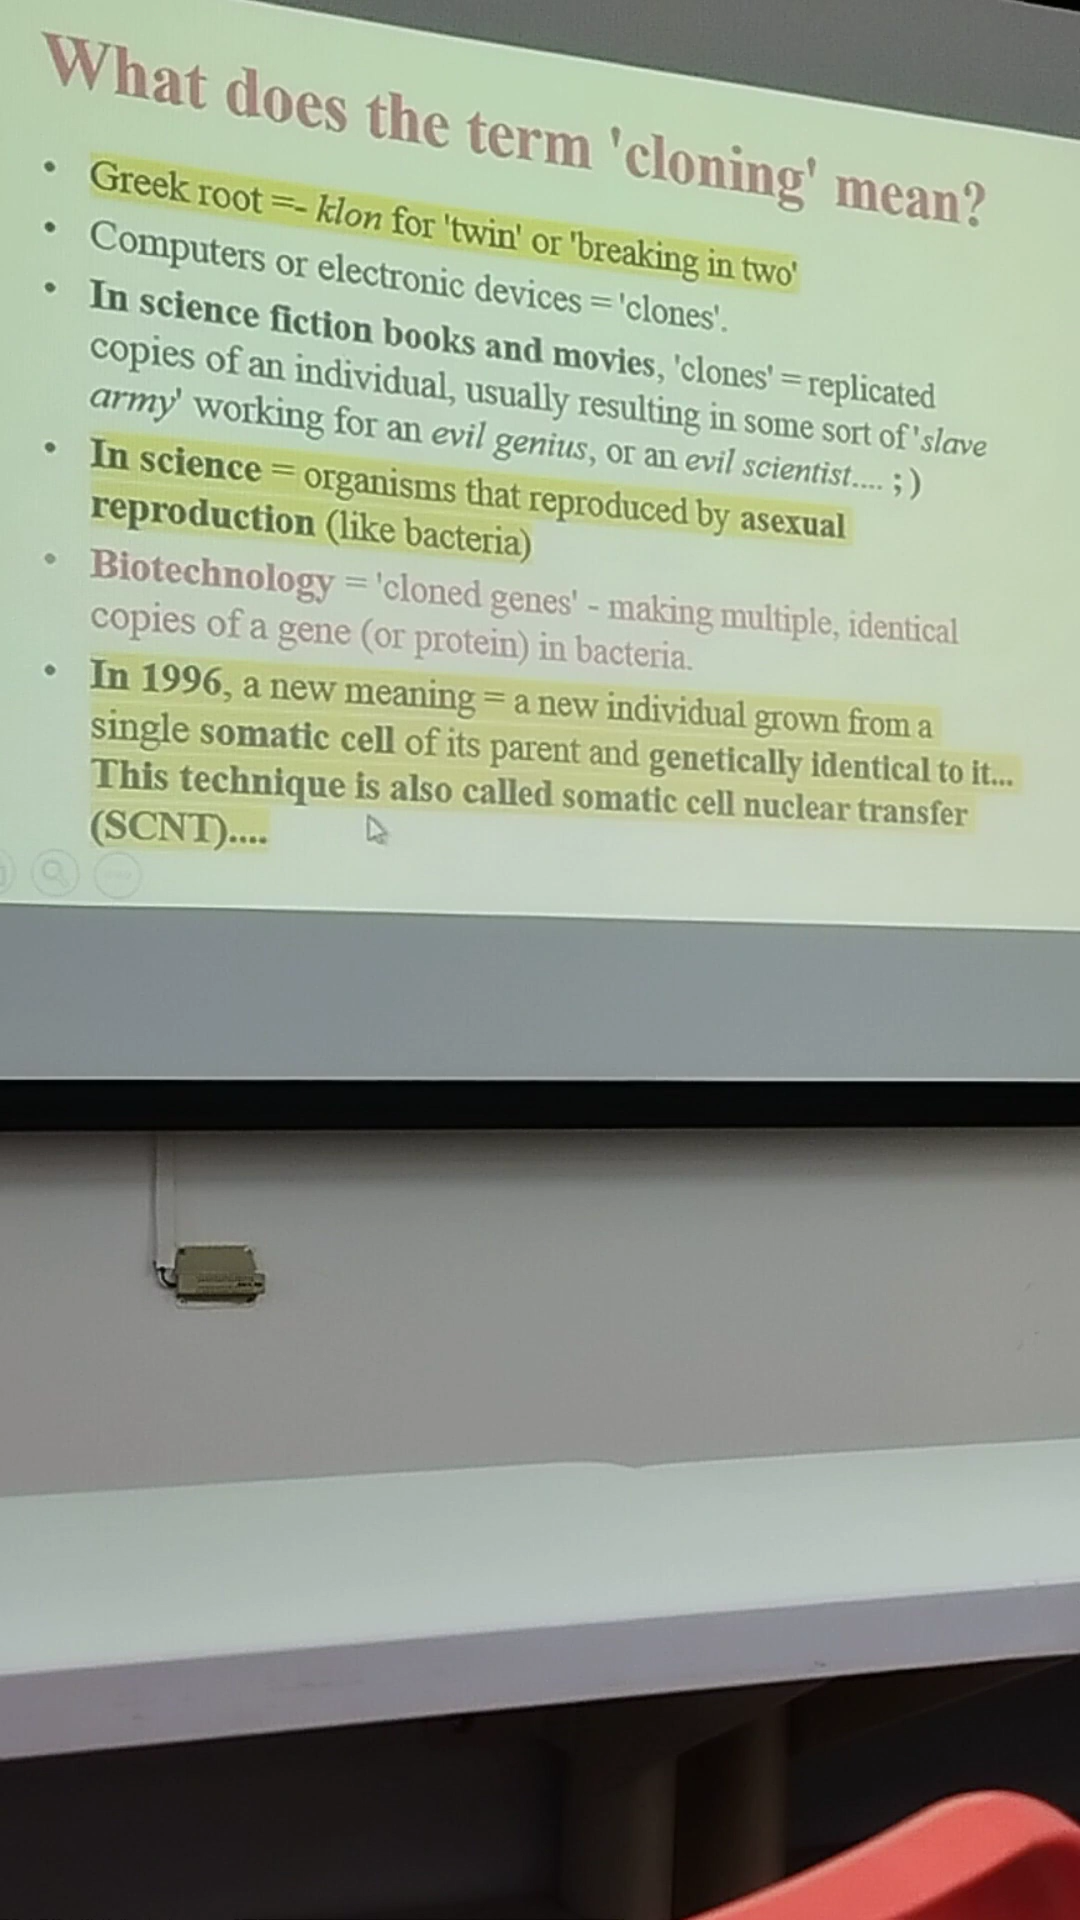 What does the term 'cloning' mean?
• Greek root =- klon for 'twin' or 'breaking in two'
• Computers or electronic devices = 'clones'.
• In science fiction books and movies, 'clones' = replicated
copies of an individual, usually resulting in some sort of 'slave
army' working for an evil genius, or an evil scientist.... ; )
• In science = organisms that reproduced by asexual
reproduction (like bacteria)
• Biotechnology = 'cloned genes' - making multiple, identical
copies of a gene (or protein) in bacteria.
• In 1996, a new meaning = a new individual grown from a
single somatic cell of its parent and genetically identical to it...
This technique is also called somatic cell nuclear transfer
(SCNT)....